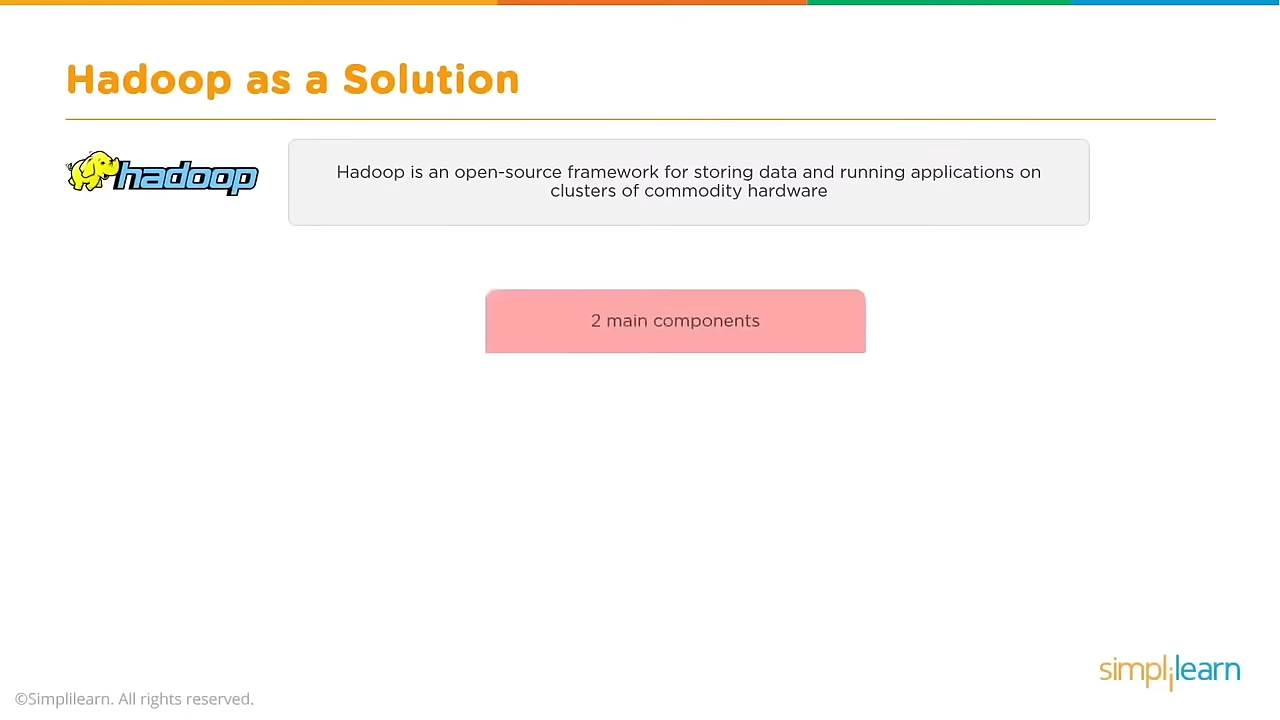 Hadoop as a Solution
hadoop
Hadoop is an open-source framework for storing data and running applications on
clusters of commodity hardware
2 main components
simplilearn
©Simplilearn. All rights reserved.